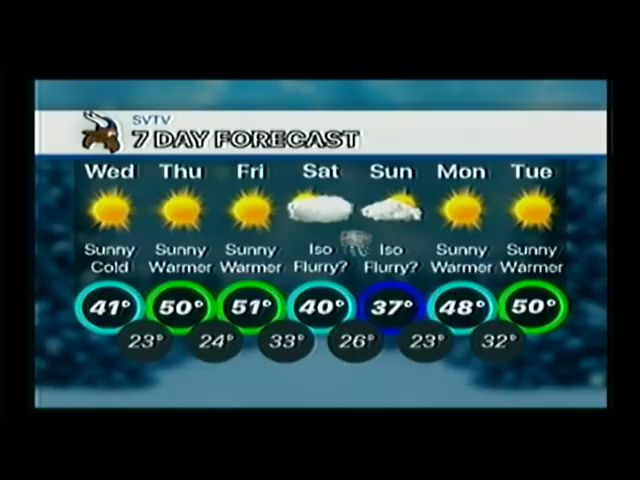 SVTV
7 DAY FORECAST
Wed Thu Fri Sat Sun Mon Tue
Sunny Sunny Sunny Iso Iso Sunny Sunny
Cold Warmer Warmer Flurry? Flurry? Warmer Warmer
41° 50° 51° 40° 37° 48° 50°
23° 24° 33° 26° 23° 32°